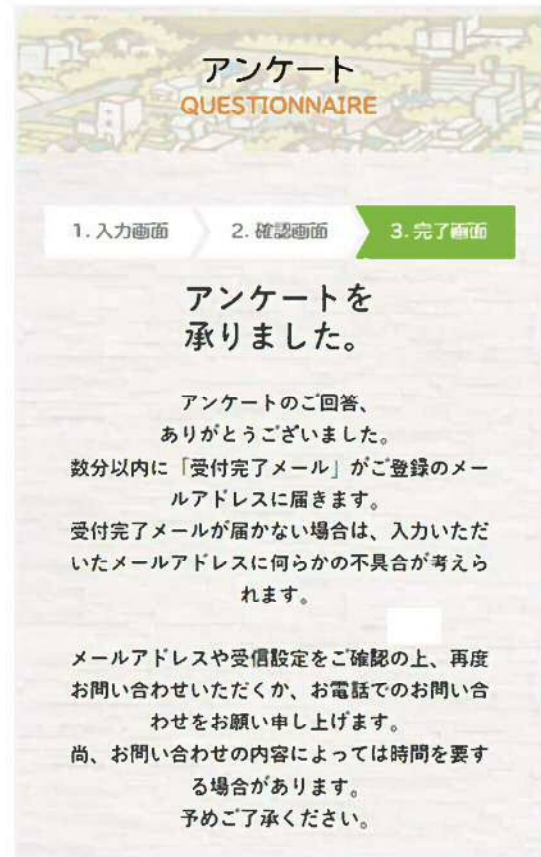 アンケート
QUESTIONNAIRE
1. 入力画面
2. 確認画面
3. 完了画面
アンケートを
承りました。
アンケートのご回答、
ありがとうございました。
数分以内に「受付完了メール」がご登録のメー
ルアドレスに届きます。
受付完了メールが届かない場合は、入力いただ
いたメールアドレスに何らかの不具合が考えら
れます。
メールアドレスや受信設定をご確認の上、再度
お問い合わせいただくか、お電話でのお問い合
わせをお願い申し上げます。
尚、お問い合わせの内容によっては時間を要す
る場合があります。
予めご了承ください。